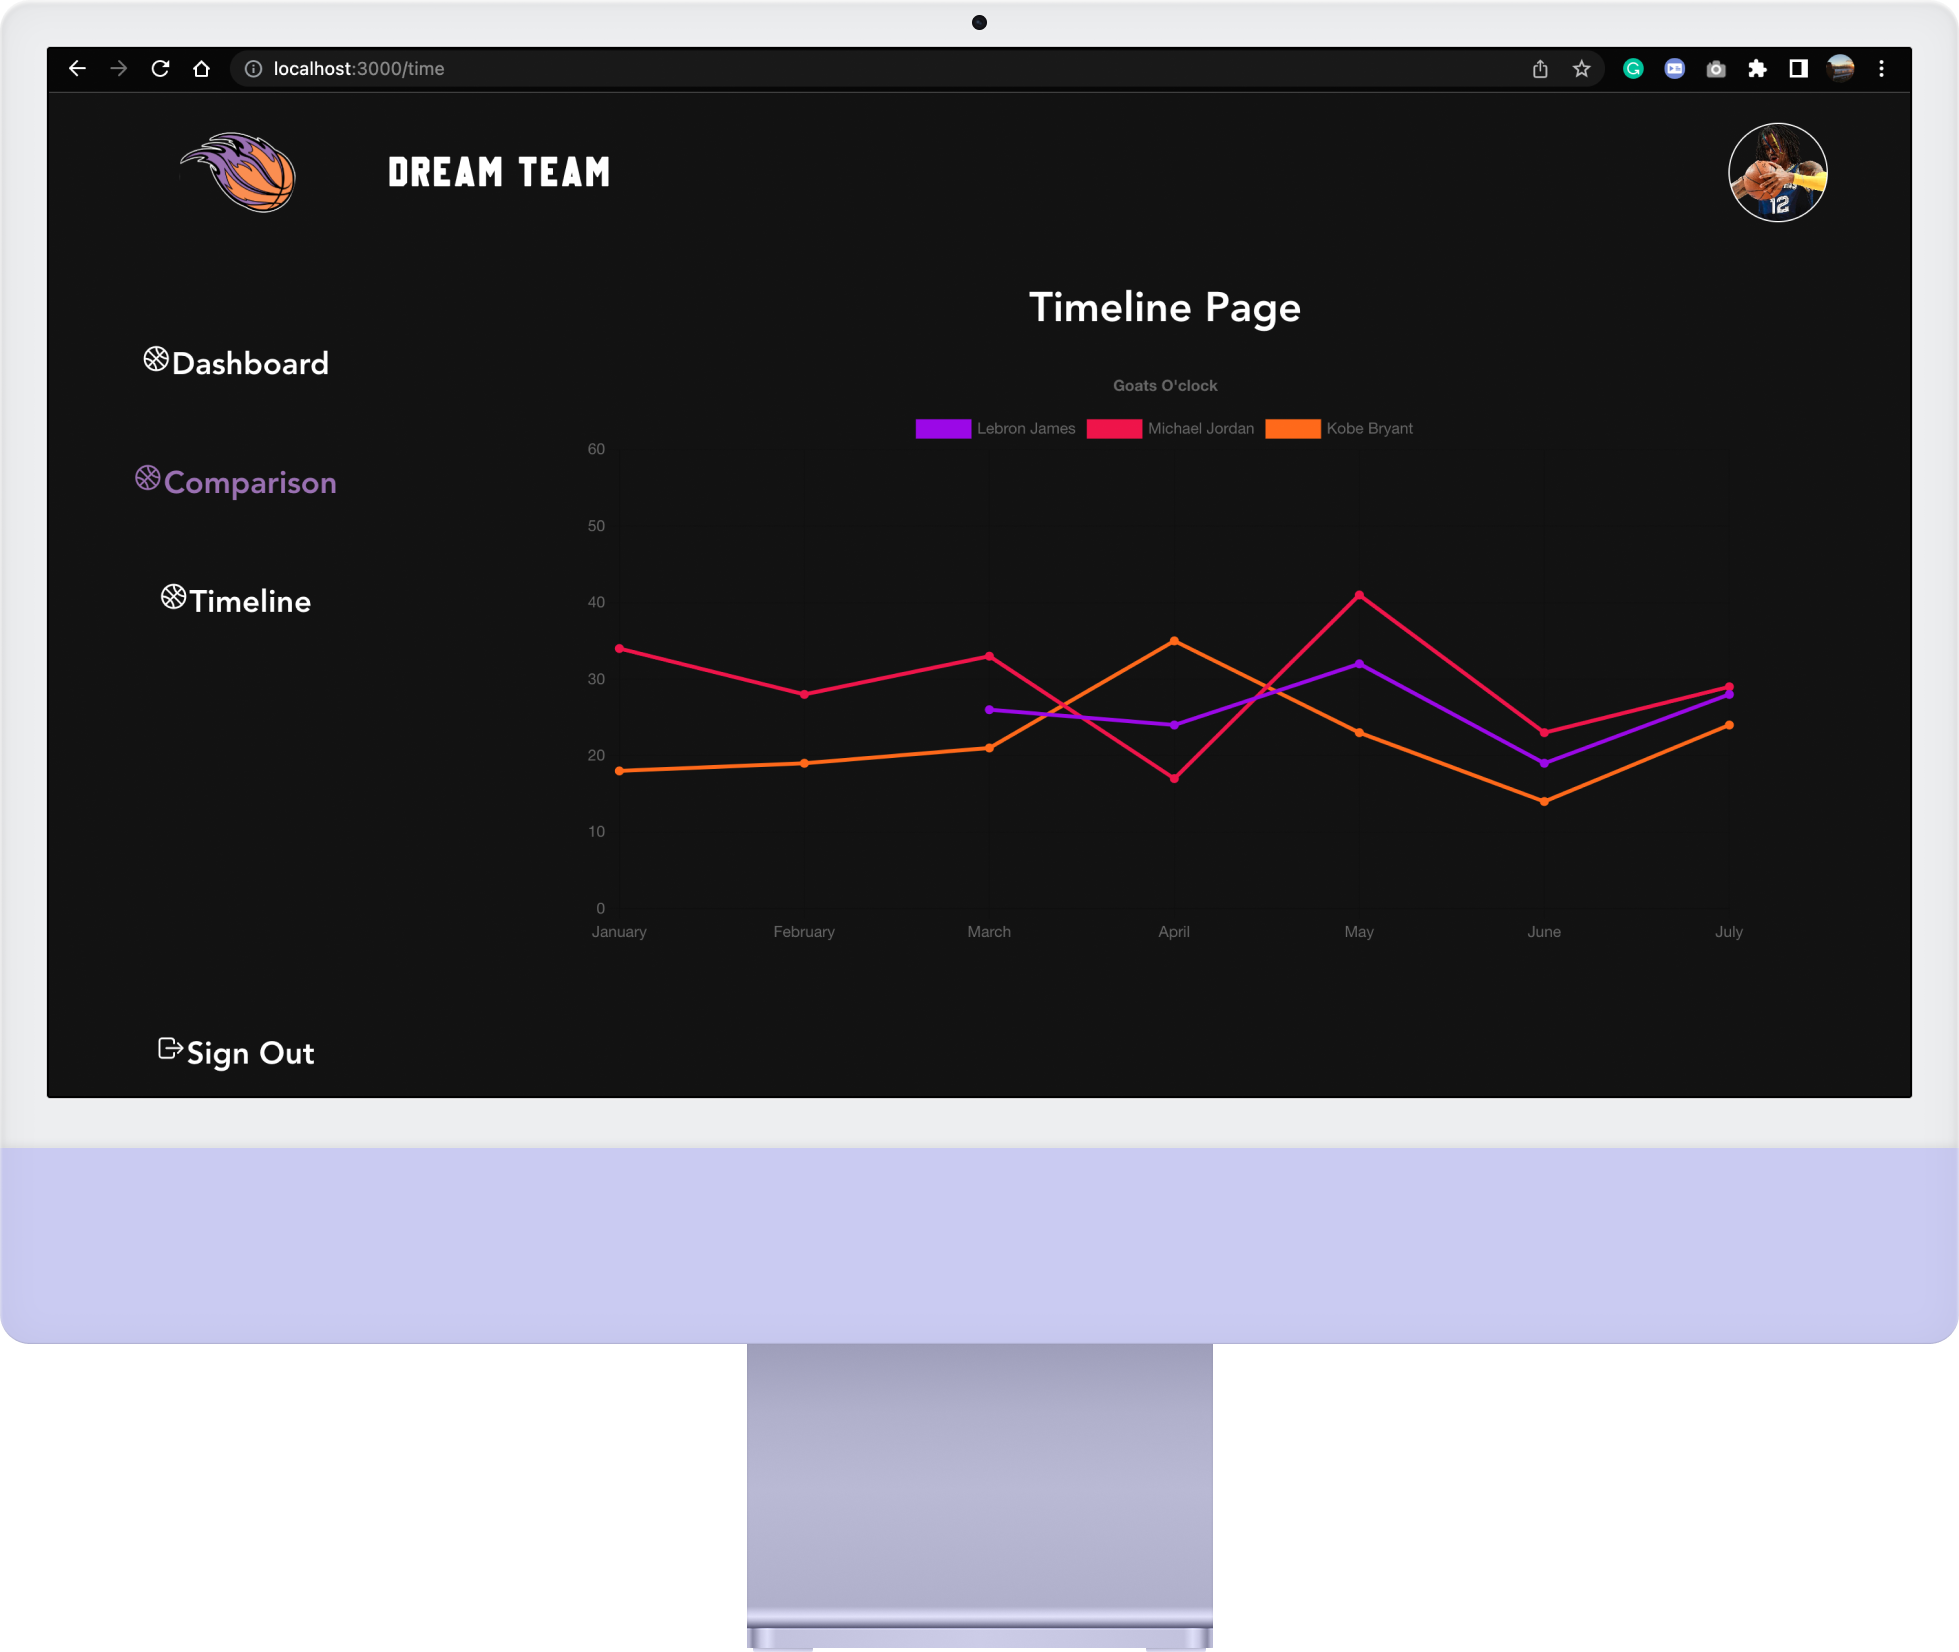 localhost:3000/time
DREAM TEAM
12
Timeline Page
Dashboard
Comparison
Timeline
Sign Out
Goats O'clock
Lebron James Michael Jordan Kobe Bryant
60
50
40
30
20
10
0
January February March April May June July